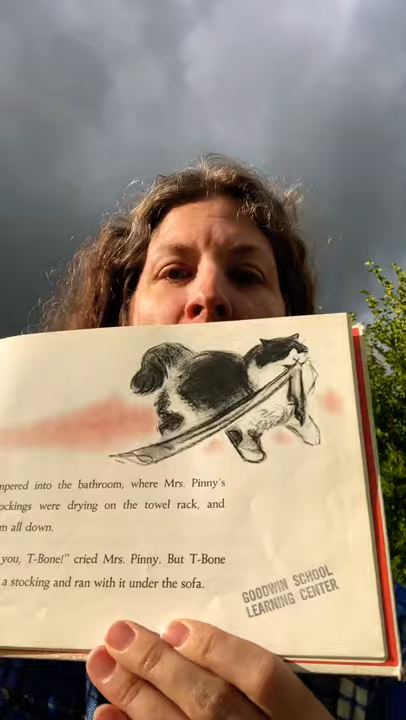 mpered into the bathroom, where Mrs. Pinny's
ockings were drying on the towel rack, and
m all down.
you, T-Bone!" cried Mrs. Pinny. But T-Bone
a stocking and ran with it under the sofa.
GOODWIN SCHOOL
LEARNING CENTER